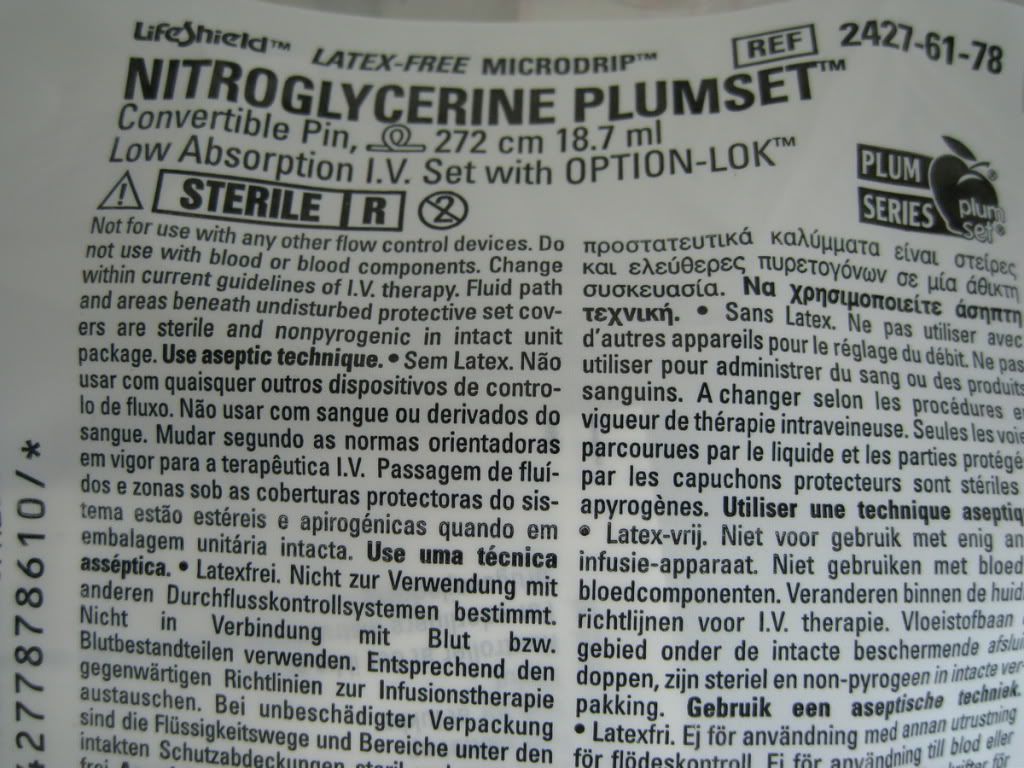 LifeShield™ LATEX-FREE MICRODRIP™ REF 2427-61-78
NITROGLYCERINE PLUMSET™
Convertible Pin, 272 cm 18.7 ml
Low Absorption I.V. Set with OPTION-LOK™
STERILE R 2
PLUM SERIES
plum set®
Not for use with any other flow control devices. Do
not use with blood or blood components. Change
within current guidelines of I.V. therapy. Fluid path
and areas beneath undisturbed protective set cov-
ers are sterile and nonpyrogenic in intact unit
package. Use aseptic technique. • Sem Latex. Não
usar com quaisquer outros dispositivos de contro-
lo de fluxo. Não usar com sangue ou derivados do
sangue. Mudar segundo as normas orientadoras
em vigor para a terapêutica I.V. Passagem de fluí-
dos e zonas sob as coberturas protectoras do sis-
tema estão estéreis e apirogénicas quando em
embalagem unitária intacta. Use uma técnica
asséptica. • Latexfrei. Nicht zur Verwendung mit
anderen Durchflusskontrollsystemen bestimmt.
Nicht in Verbindung mit Blut bzw.
Blutbestandteilen verwenden. Entsprechend den
gegenwärtigen Richtlinien zur Infusionstherapie
austauschen. Bei unbeschädigter Verpackung
sind die Flüssigkeitswege und Bereiche unter den
intakten Schutzabdeckungen
προστατευτικά καλύμματα είναι στείρες
και ελεύθερες πυρετογόνων σε μία άθικτη
συσκευασία. Να χρησιμοποιείτε άσηπτη
τεχνική. • Sans Latex. Ne pas utiliser avec
d'autres appareils pour le réglage du débit. Ne pas
utiliser pour administrer du sang ou des produits
sanguins. A changer selon les procédures en
vigueur de thérapie intraveineuse. Seules les voies
parcourues par le liquide et les parties protégé
par les capuchons protecteurs sont stériles
apyrogènes. Utiliser une technique aseptiq
• Latex-vrij. Niet voor gebruik met enig an
infusie-apparaat. Niet gebruiken met bloed
bloedcomponenten. Veranderen binnen de huid
richtlijnen voor I.V. therapie. Vloeistofbaan
gebied onder de intacte beschermende afslui
doppen, zijn steriel en non-pyrogeen in intacte ver-
pakking. Gebruik een aseptische techniek.
• Latexfri. Ej för användning med annan utrustning
för flödeskontroll. Ej för användning till blod eller
27787 8610/*